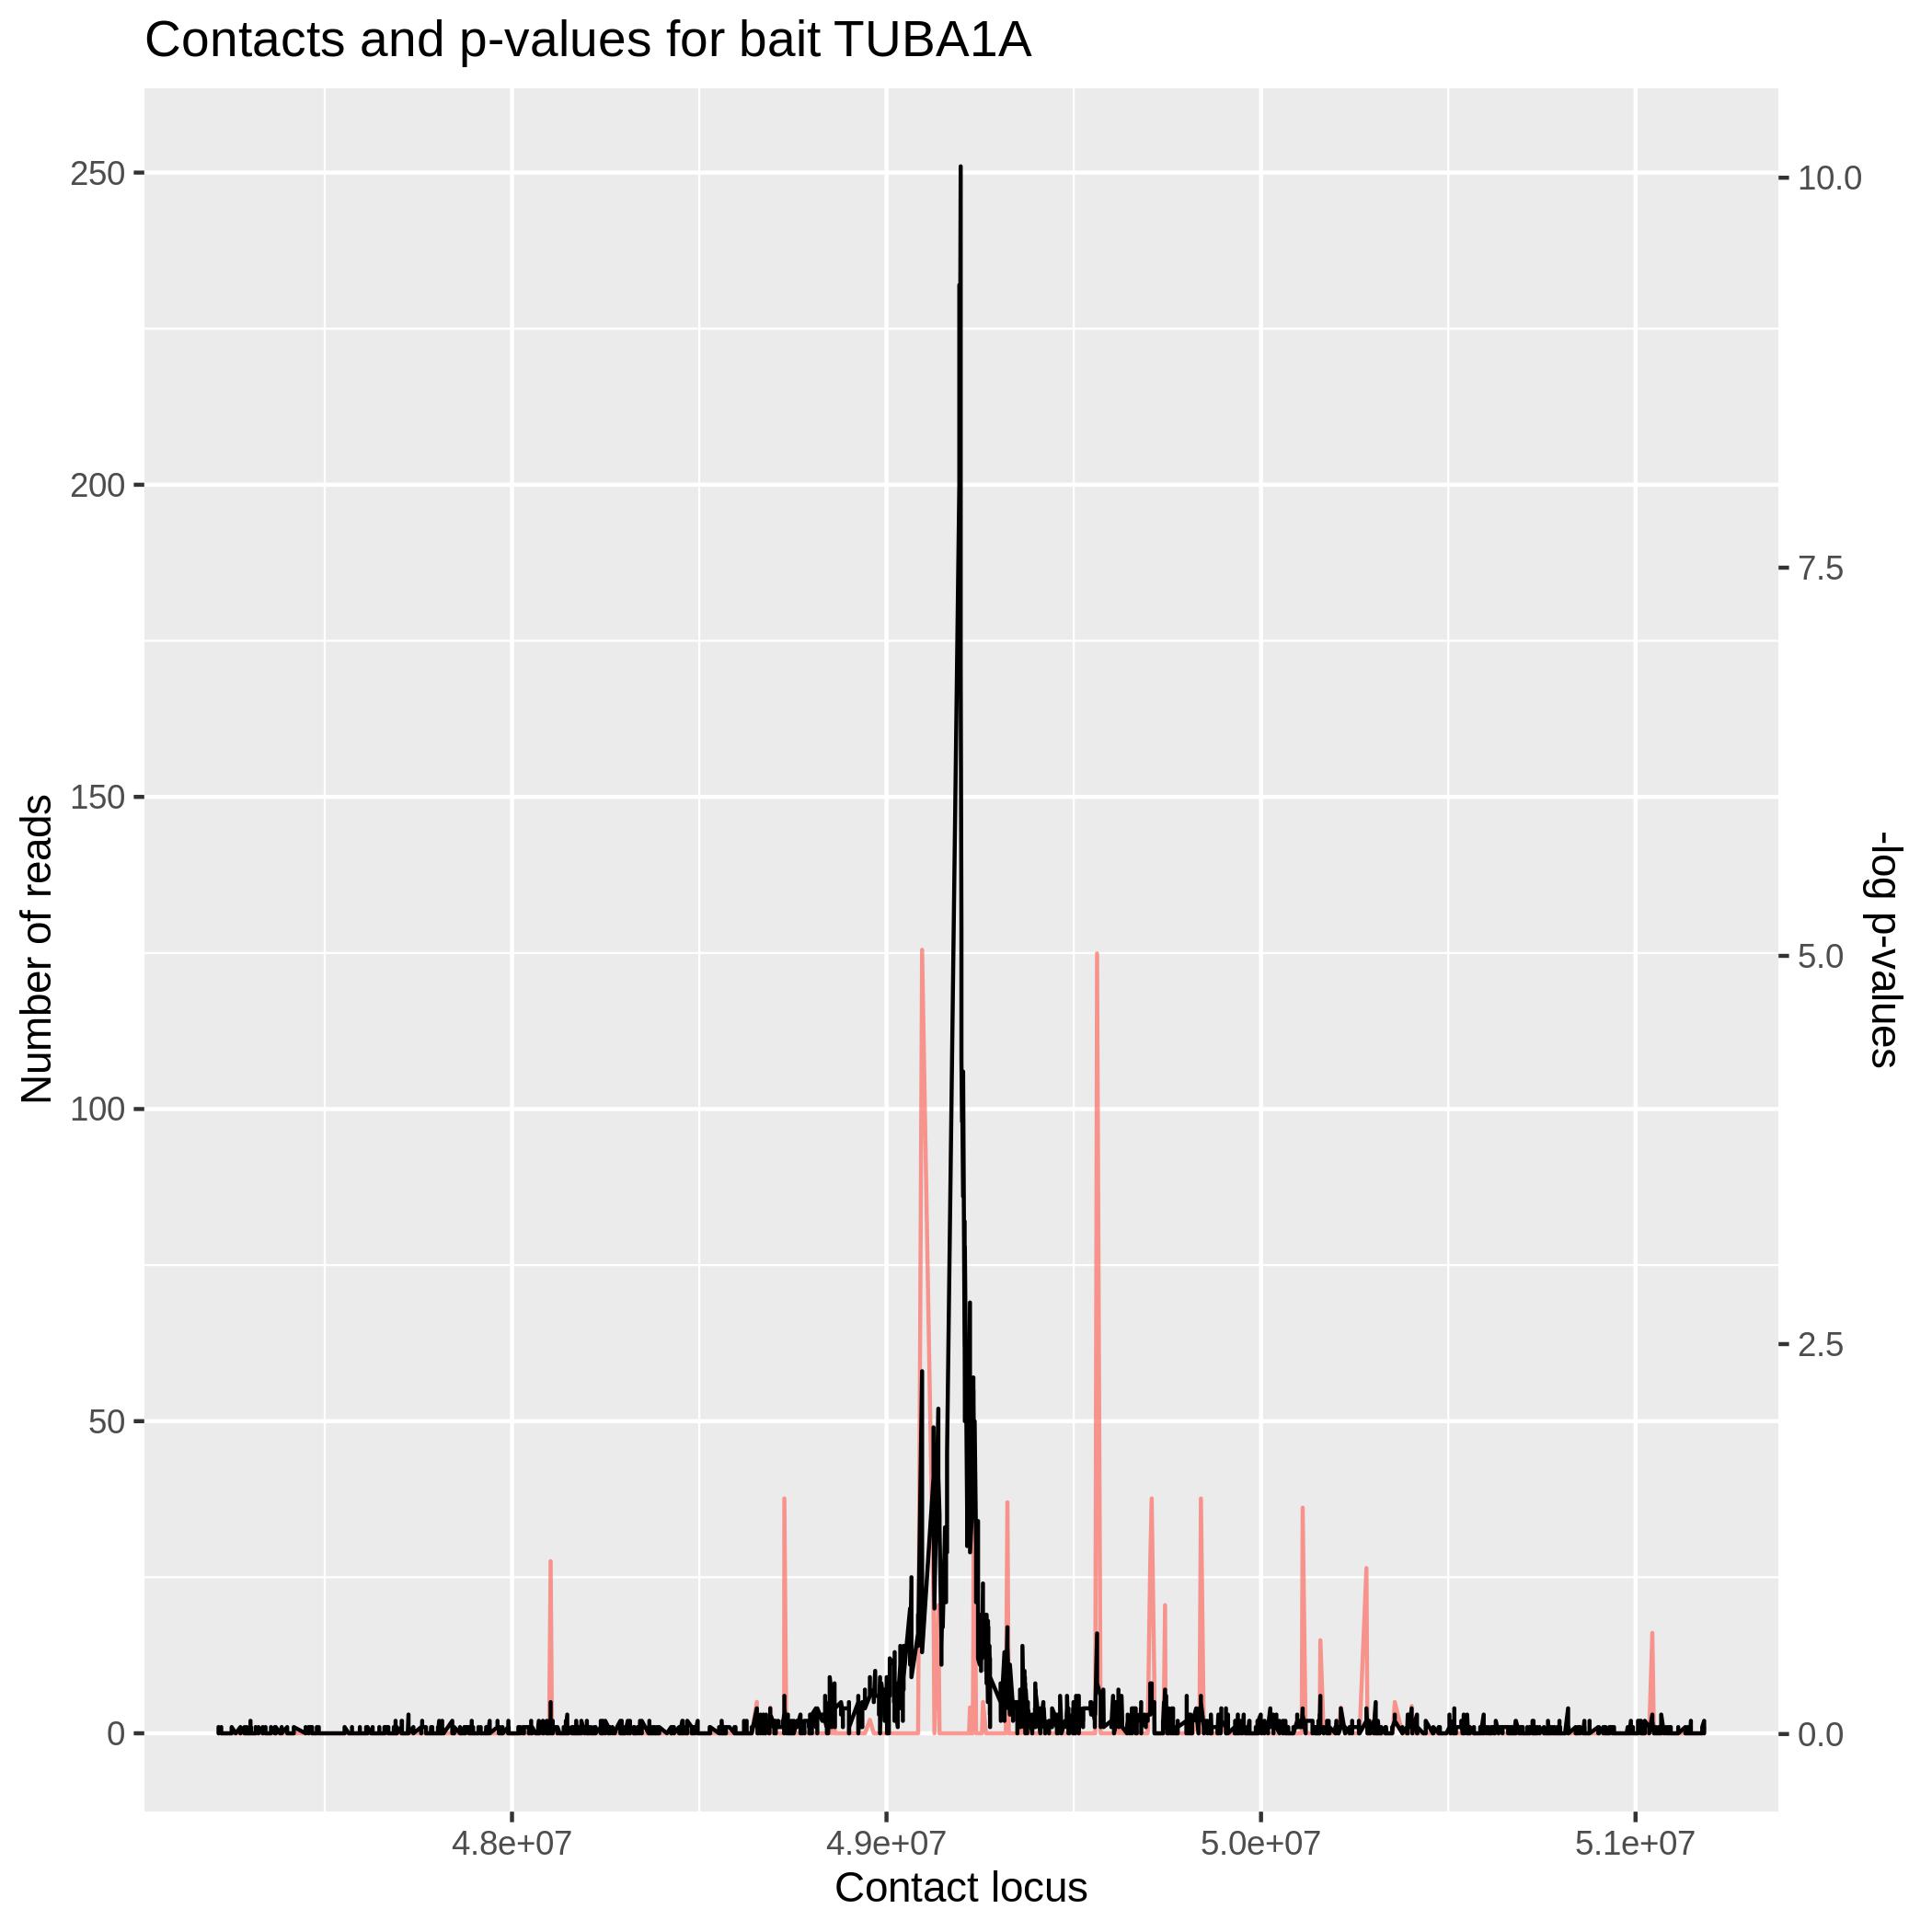 Contacts and p-values for bait TUBA1A
Number of reads
250
200
150
100
50
0
10.0
7.5
5.0
2.5
0.0
-log p-values
4.8e+07 4.9e+07 5.0e+07 5.1e+07
Contact locus